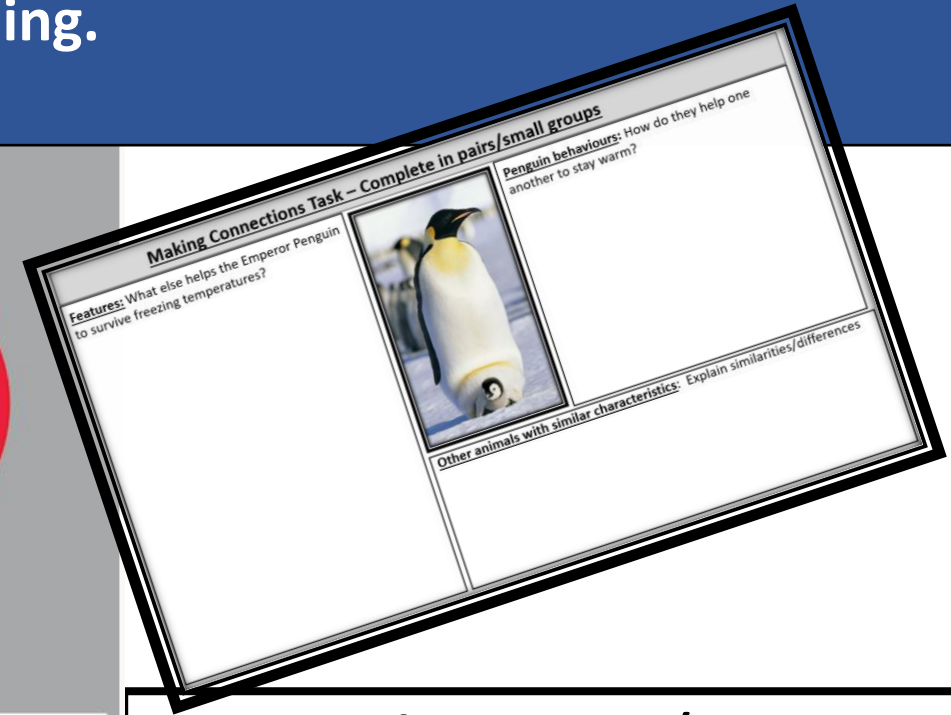 ing.
Making Connections Task – Complete in pairs/small groups
Features: What else helps the Emperor Penguin
to survive freezing temperatures?
Penguin behaviours: How do they help one
another to stay warm?
Other animals with similar characteristics: Explain similarities/differences